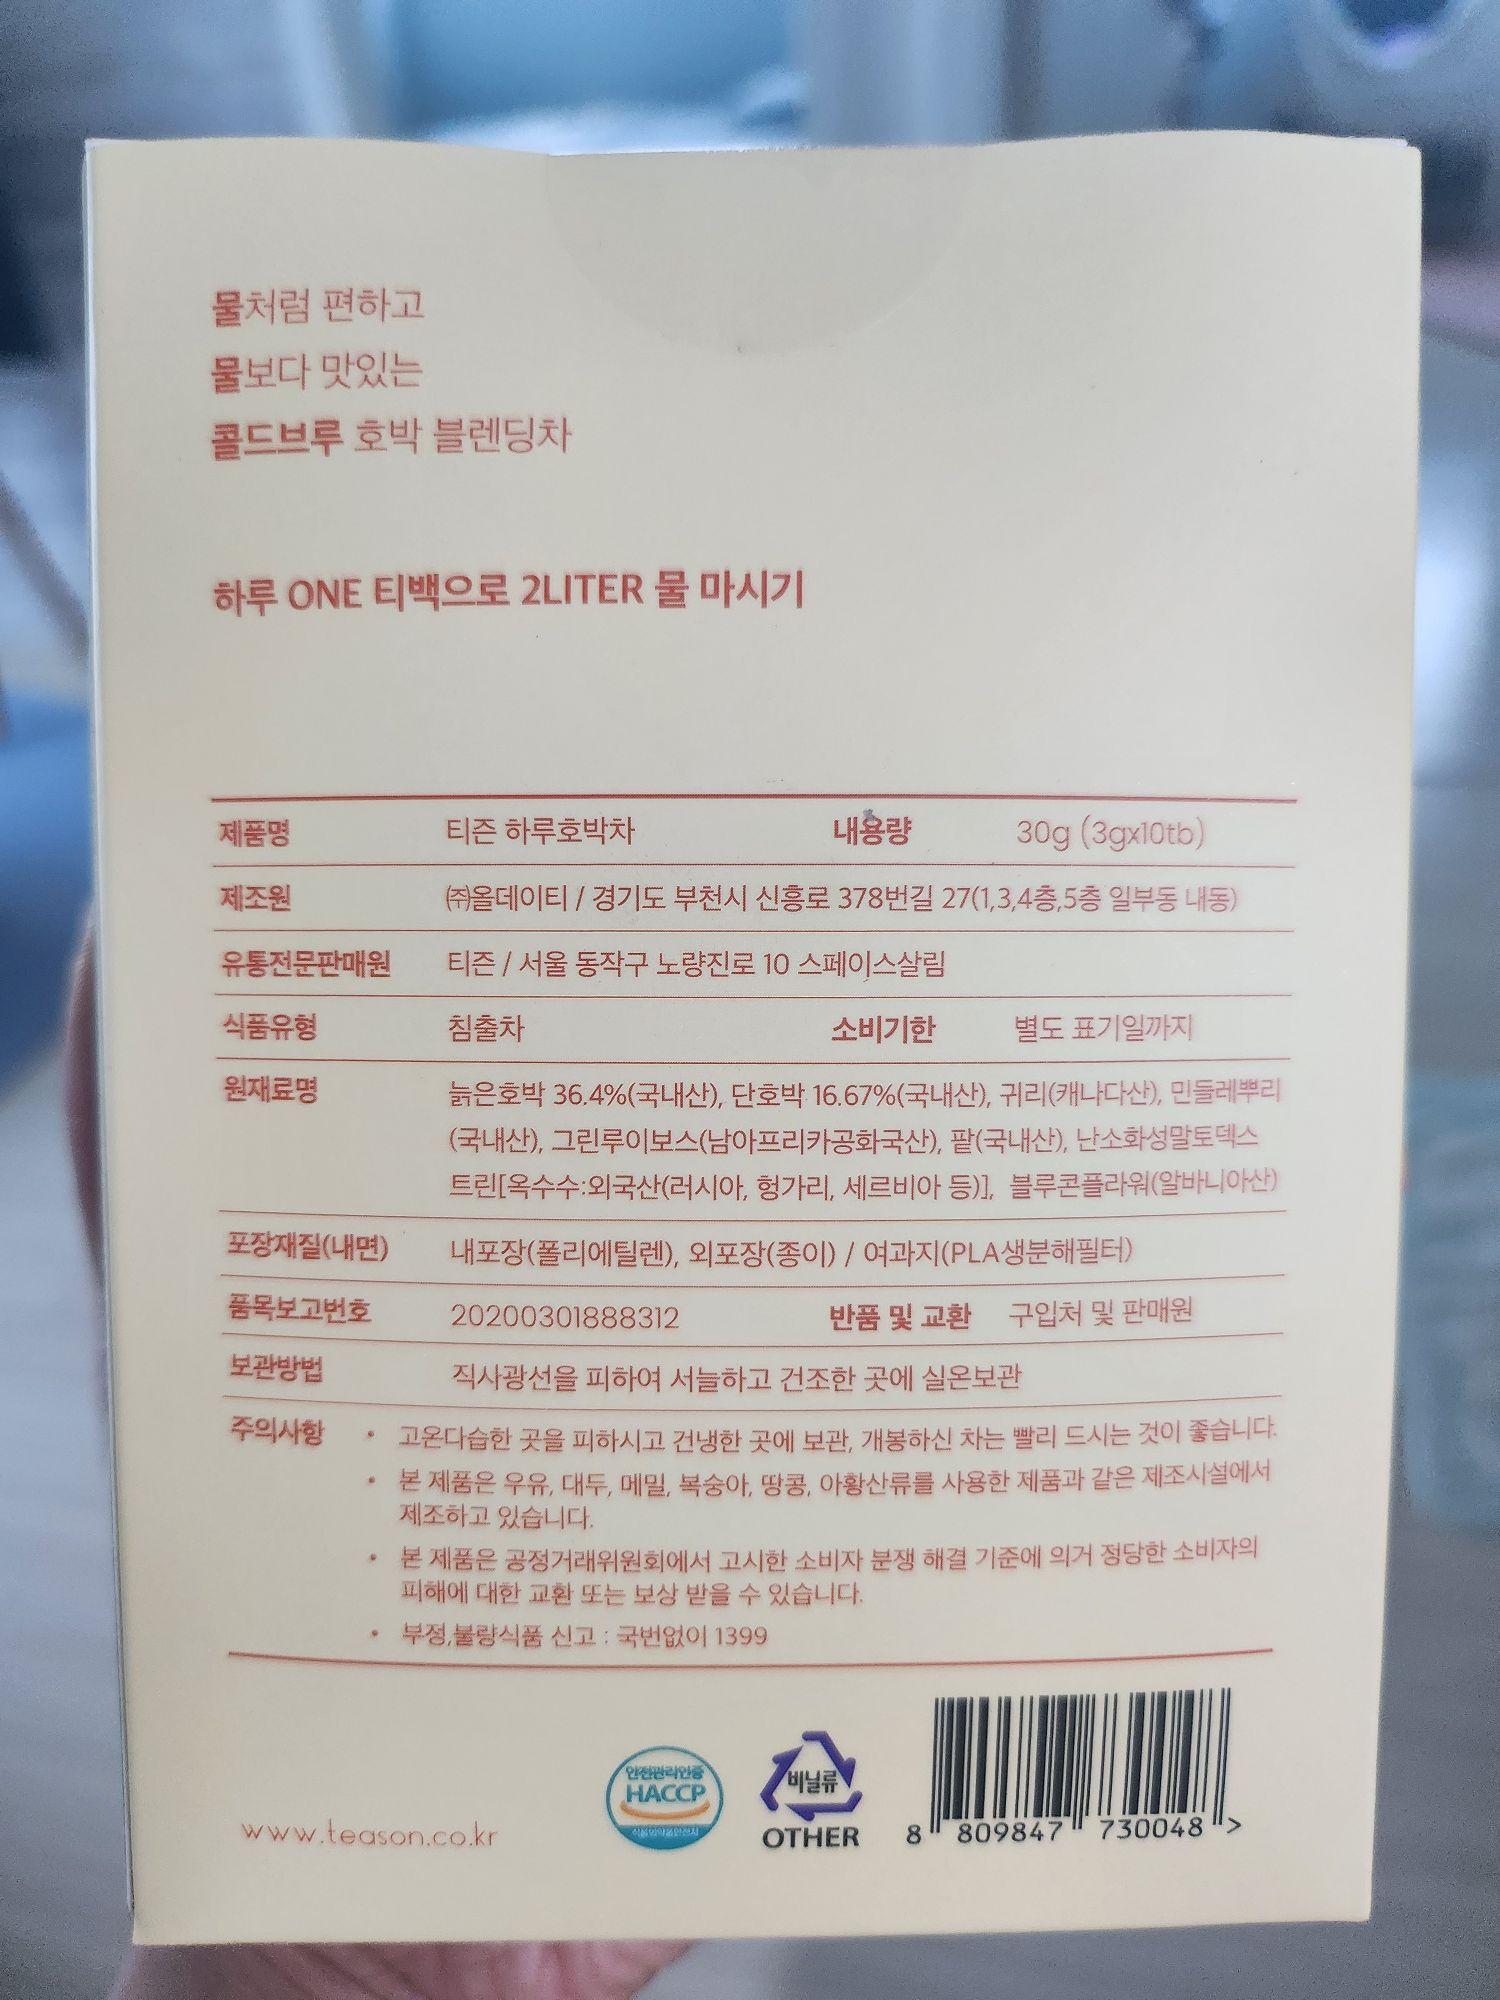 물처럼 편하고
물보다 맛있는
콜드브루 호박 블렌딩차
하루 ONE 티백으로 2LITER 물 마시기
제품명 티즌 하루호박차 내용량 30g (3gx10tb)
제조원 ㈜올데이티 / 경기도 부천시 신흥로 378번길 27(1,3,4층,5층 일부동 내동)
유통전문판매원 티즌 / 서울 동작구 노량진로 10 스페이스살림
식품유형 침출차 소비기한 별도 표기일까지
원재료명 늙은호박 36.4%(국내산), 단호박 16.67%(국내산), 귀리(캐나다산), 민들레뿌리
(국내산), 그린루이보스(남아프리카공화국산), 팥(국내산), 난소화성말토덱스
트린[옥수수:외국산(러시아, 헝가리, 세르비아 등)], 블루콘플라워(알바니아산)
포장재질(내면) 내포장(폴리에틸렌), 외포장(종이) / 여과지(PLA생분해필터)
품목보고번호 20200301888312 반품 및 교환 구입처 및 판매원
보관방법 직사광선을 피하여 서늘하고 건조한 곳에 실온보관
주의사항 • 고온다습한 곳을 피하시고 건냉한 곳에 보관, 개봉하신 차는 빨리 드시는 것이 좋습니다.
• 본 제품은 우유, 대두, 메밀, 복숭아, 땅콩, 아황산류를 사용한 제품과 같은 제조시설에서
제조하고 있습니다.
• 본 제품은 공정거래위원회에서 고시한 소비자 분쟁 해결 기준에 의거 정당한 소비자의
피해에 대한 교환 또는 보상 받을 수 있습니다.
• 부정,불량식품 신고 : 국번없이 1399
www.teason.co.kr
안전관리인증
HACCP
식품의약품안전처
비닐류
OTHER
8 809847 730048 >